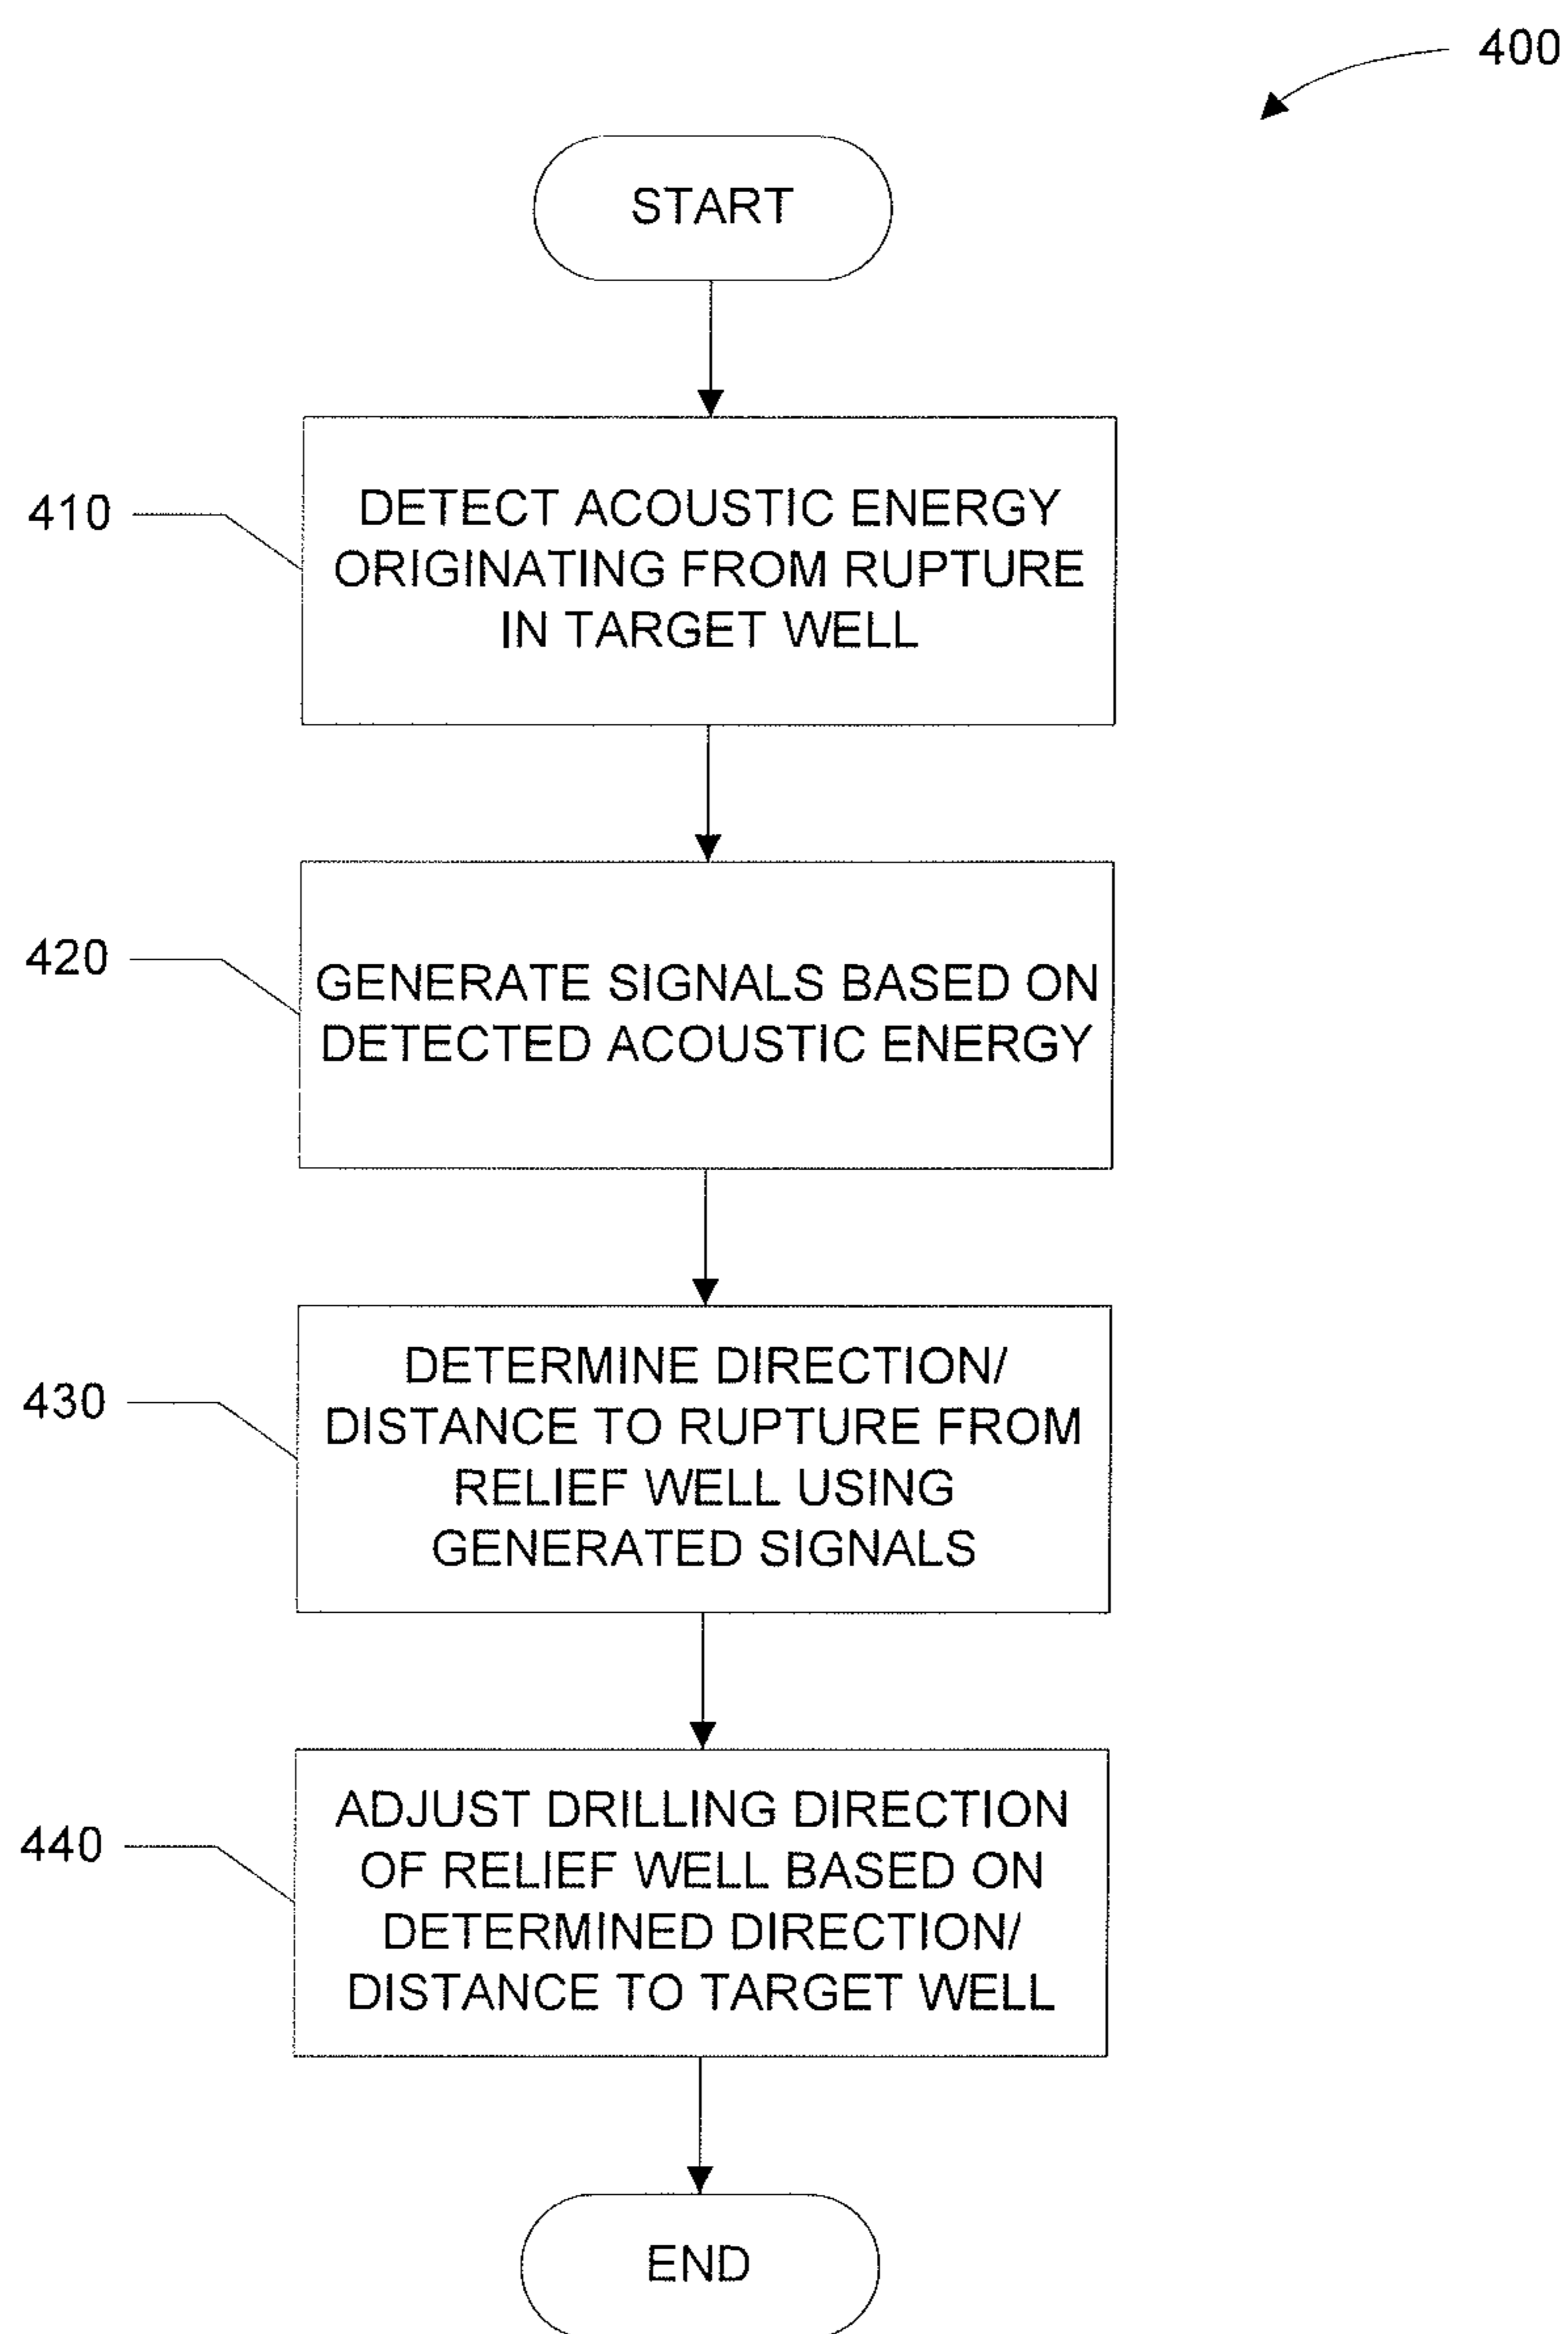 400
START
410
DETECT ACOUSTIC ENERGY
ORIGINATING FROM RUPTURE
IN TARGET WELL
420
GENERATE SIGNALS BASED ON
DETECTED ACOUSTIC ENERGY
430
DETERMINE DIRECTION/
DISTANCE TO RUPTURE FROM
RELIEF WELL USING
GENERATED SIGNALS
440
ADJUST DRILLING DIRECTION
OF RELIEF WELL BASED ON
DETERMINED DIRECTION/
DISTANCE TO TARGET WELL
END